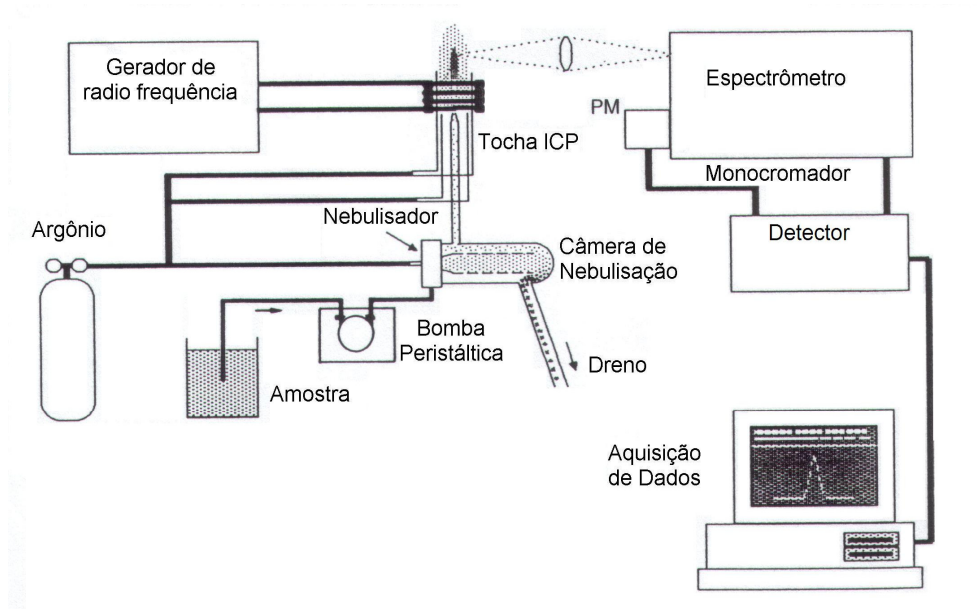 Gerador de
radio frequência
Espectrômetro
PM
Tocha ICP
Monocromador
Nebulisador
Argônio
Detector
Câmera de
Nebulisação
Bomba
Peristáltica
Dreno
Amostra
Aquisição
de Dados